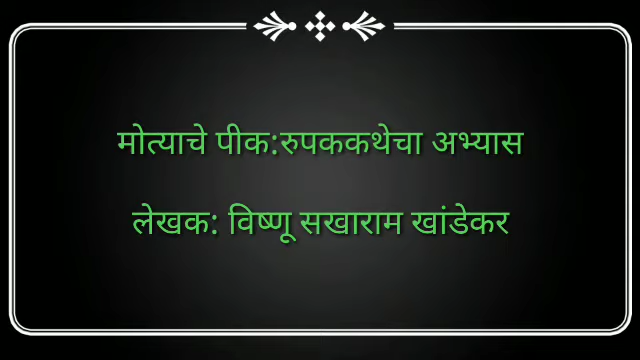 मोत्याचे पीक:रुपककथेचा अभ्यास
लेखक: विष्णू सखाराम खांडेकर